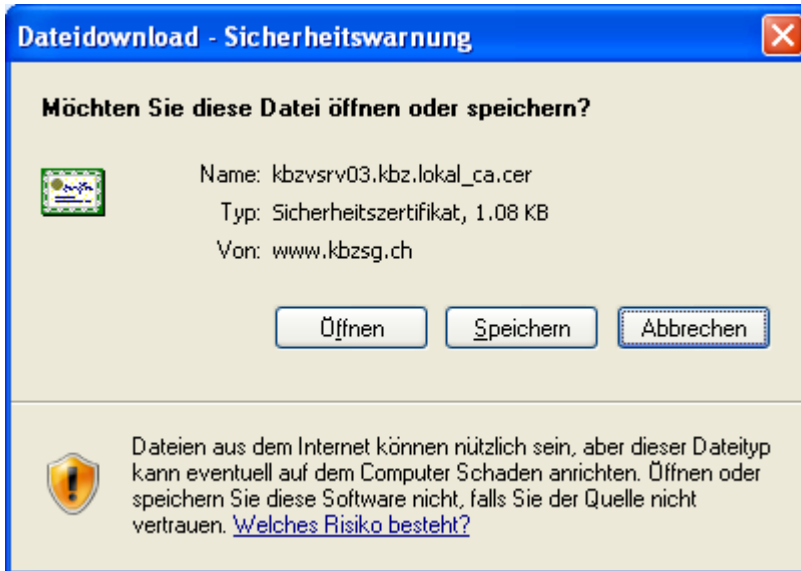 Dateidownload - Sicherheitswarnung
Möchten Sie diese Datei öffnen oder speichern?
Name: kbzvsrv03.kbz.lokal_ca.cer
Typ: Sicherheitszertifikat, 1.08 KB
Von: www.kbzsg.ch
Öffnen Speichern Abbrechen
Dateien aus dem Internet können nützlich sein, aber dieser Dateityp
kann eventuell auf dem Computer Schaden anrichten. Öffnen oder
speichern Sie diese Software nicht, falls Sie der Quelle nicht
vertrauen. Welches Risiko besteht?